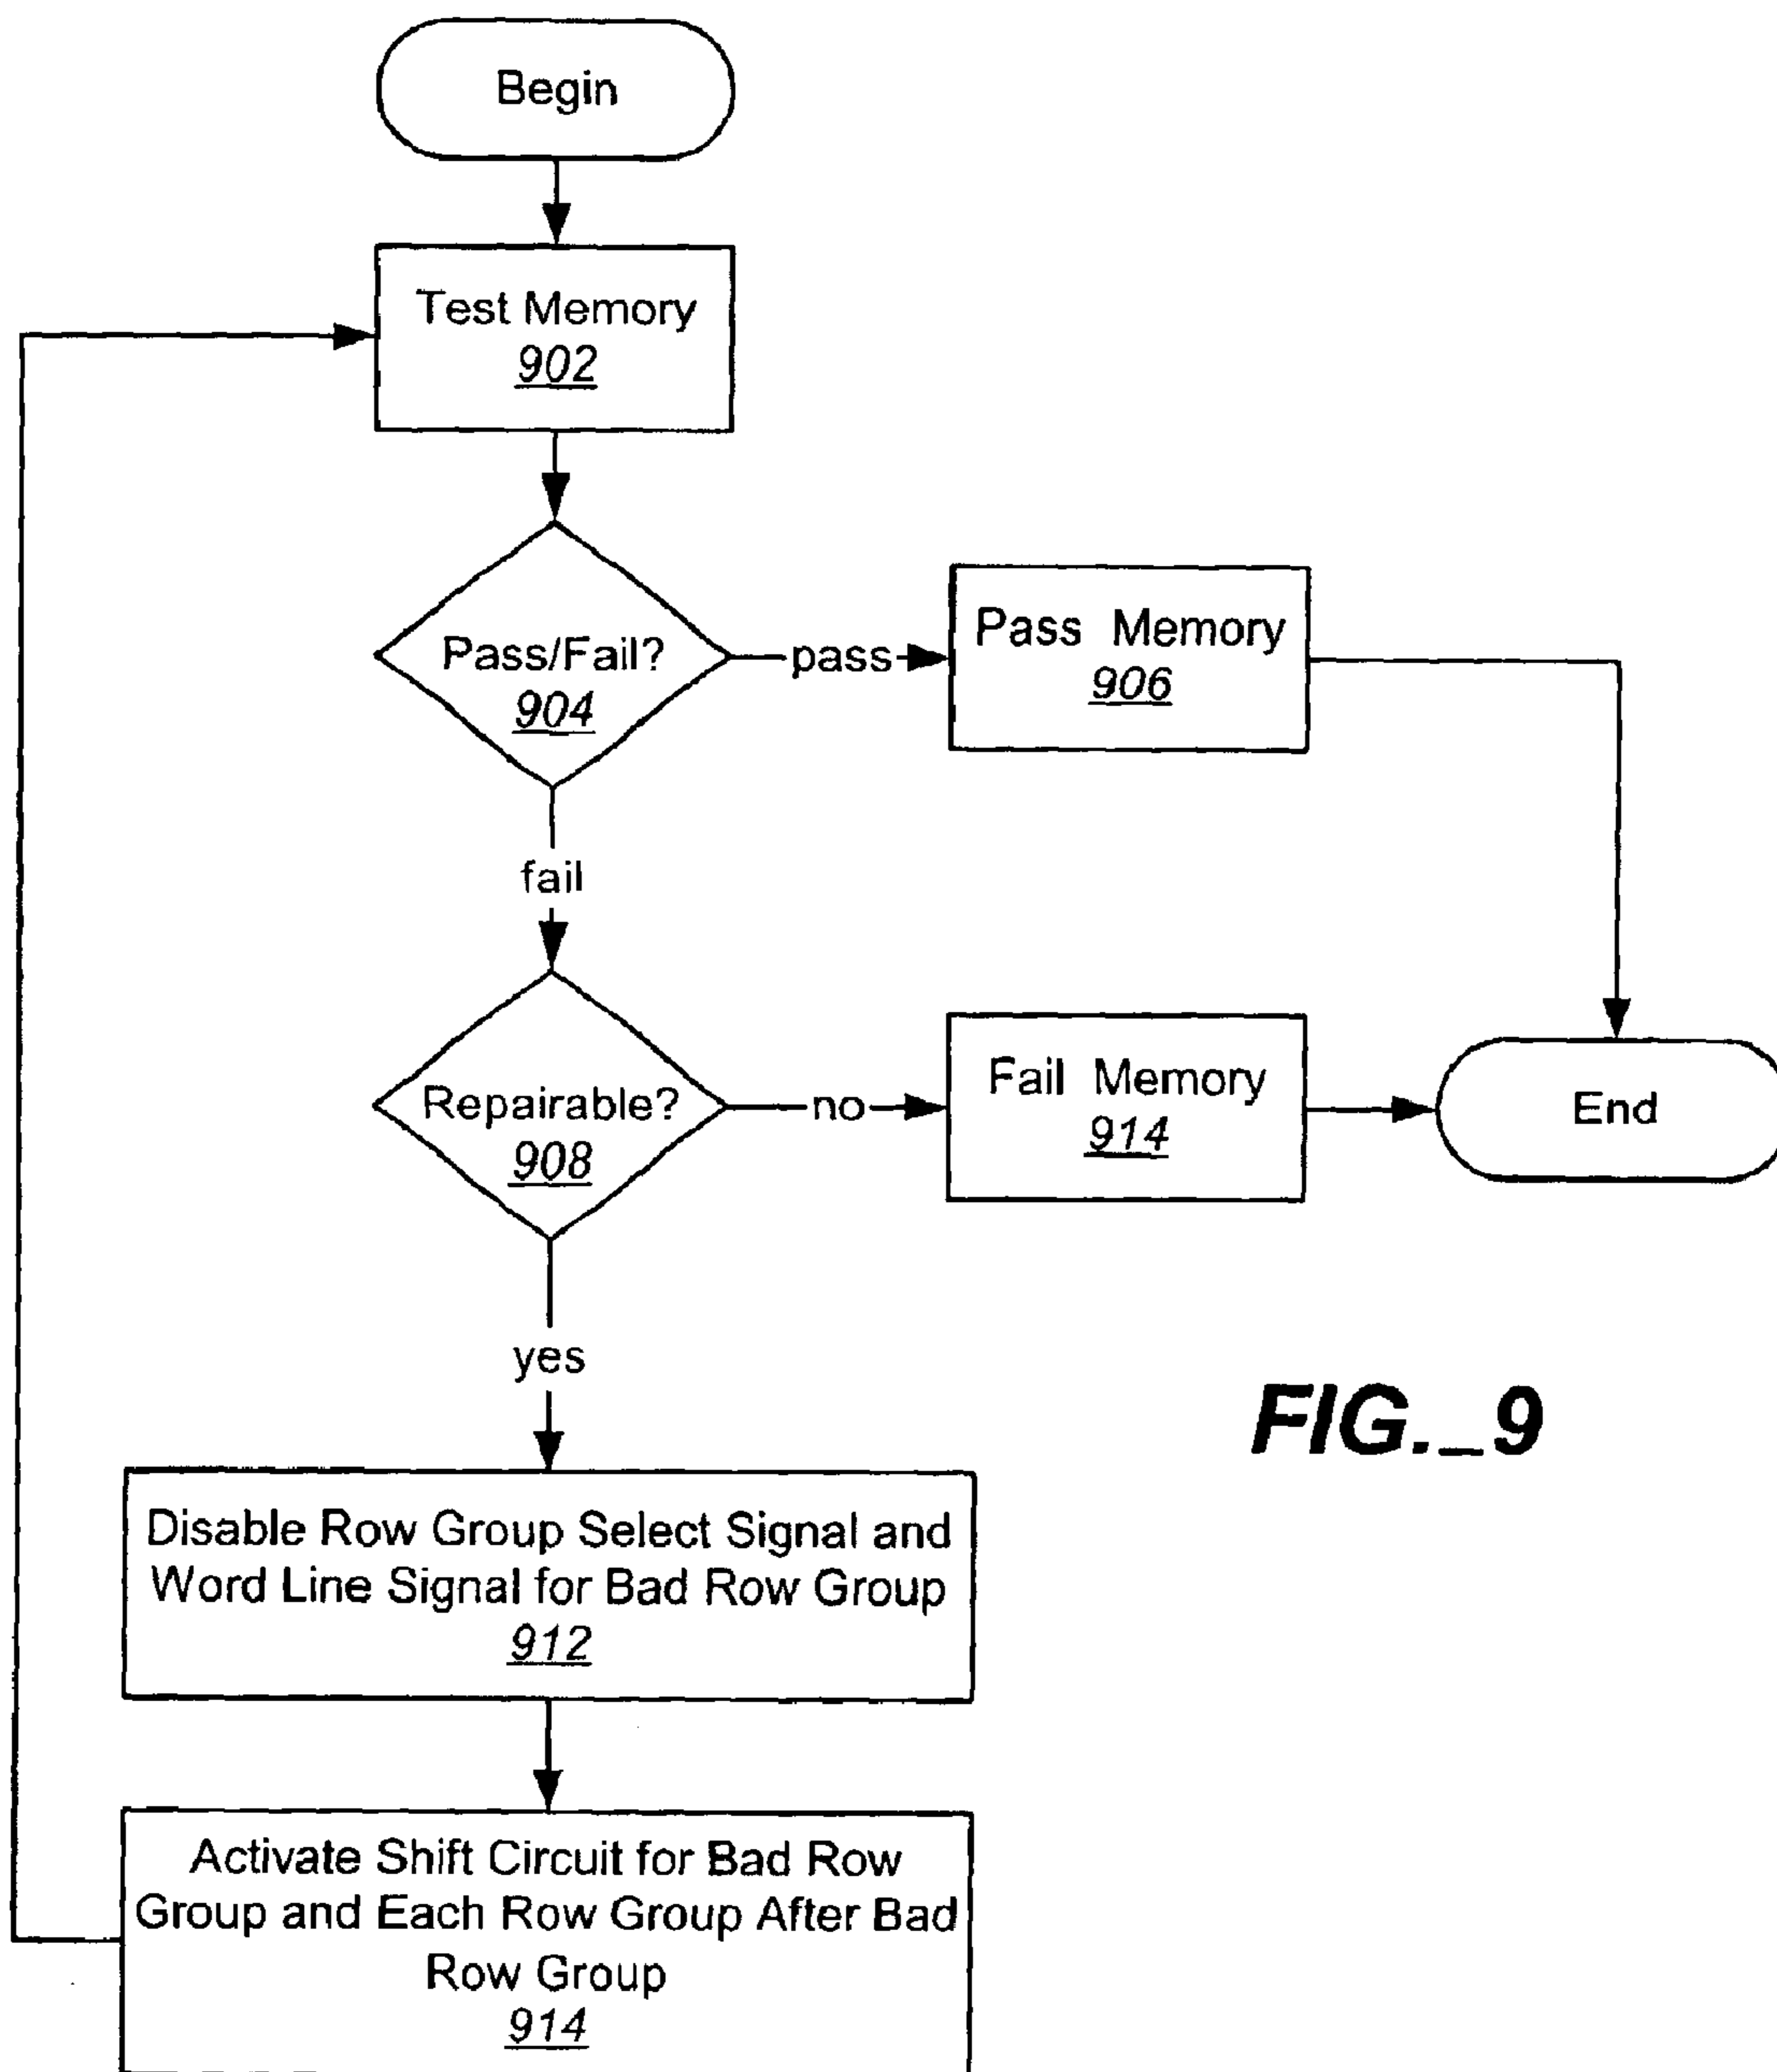 Begin
Test Memory
902
Pass/Fail?
904
pass
Pass Memory
906
fail
Repairable?
908
no
Fail Memory
914
End
yes
FIG._9
Disable Row Group Select Signal and
Word Line Signal for Bad Row Group
912
Activate Shift Circuit for Bad Row
Group and Each Row Group After Bad
Row Group
914